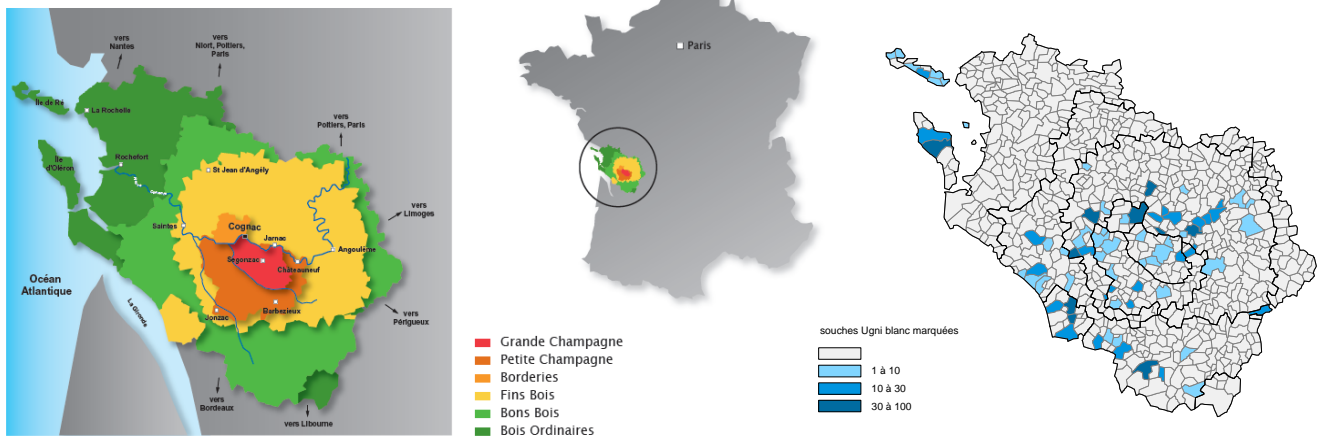 vers
Nantes
vers
Niort, Poitiers,
Paris
Ile de Ré
La Rochelle
vers
Poitiers, Paris
Ile
d'Oléron
Rochefort
St Jean d'Angély
vers
Limoges
Saintes
Cognac
Jarnac
Angoulême
Segonzac
Châteauneuf
Océan
Atlantique
La Gironde
Jonzac
Barbezieux
vers
Périgueux
vers
Bordeaux
vers Libourne
Paris
Grande Champagne
Petite Champagne
Borderies
Fins Bois
Bons Bois
Bois Ordinaires
souches Ugni blanc marquées
1 à 10
10 à 30
30 à 100